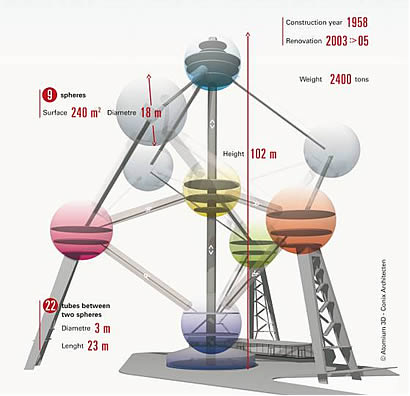 Construction year 1958
Renovation 2003 > 05
Weight 2400 tons
9 spheres
Surface 240 m² Diametre 18 m
Height 102 m
22 tubes between
two spheres
Diametre 3 m
Lenght 23 m
© Atomium 3D - Conix Architecten